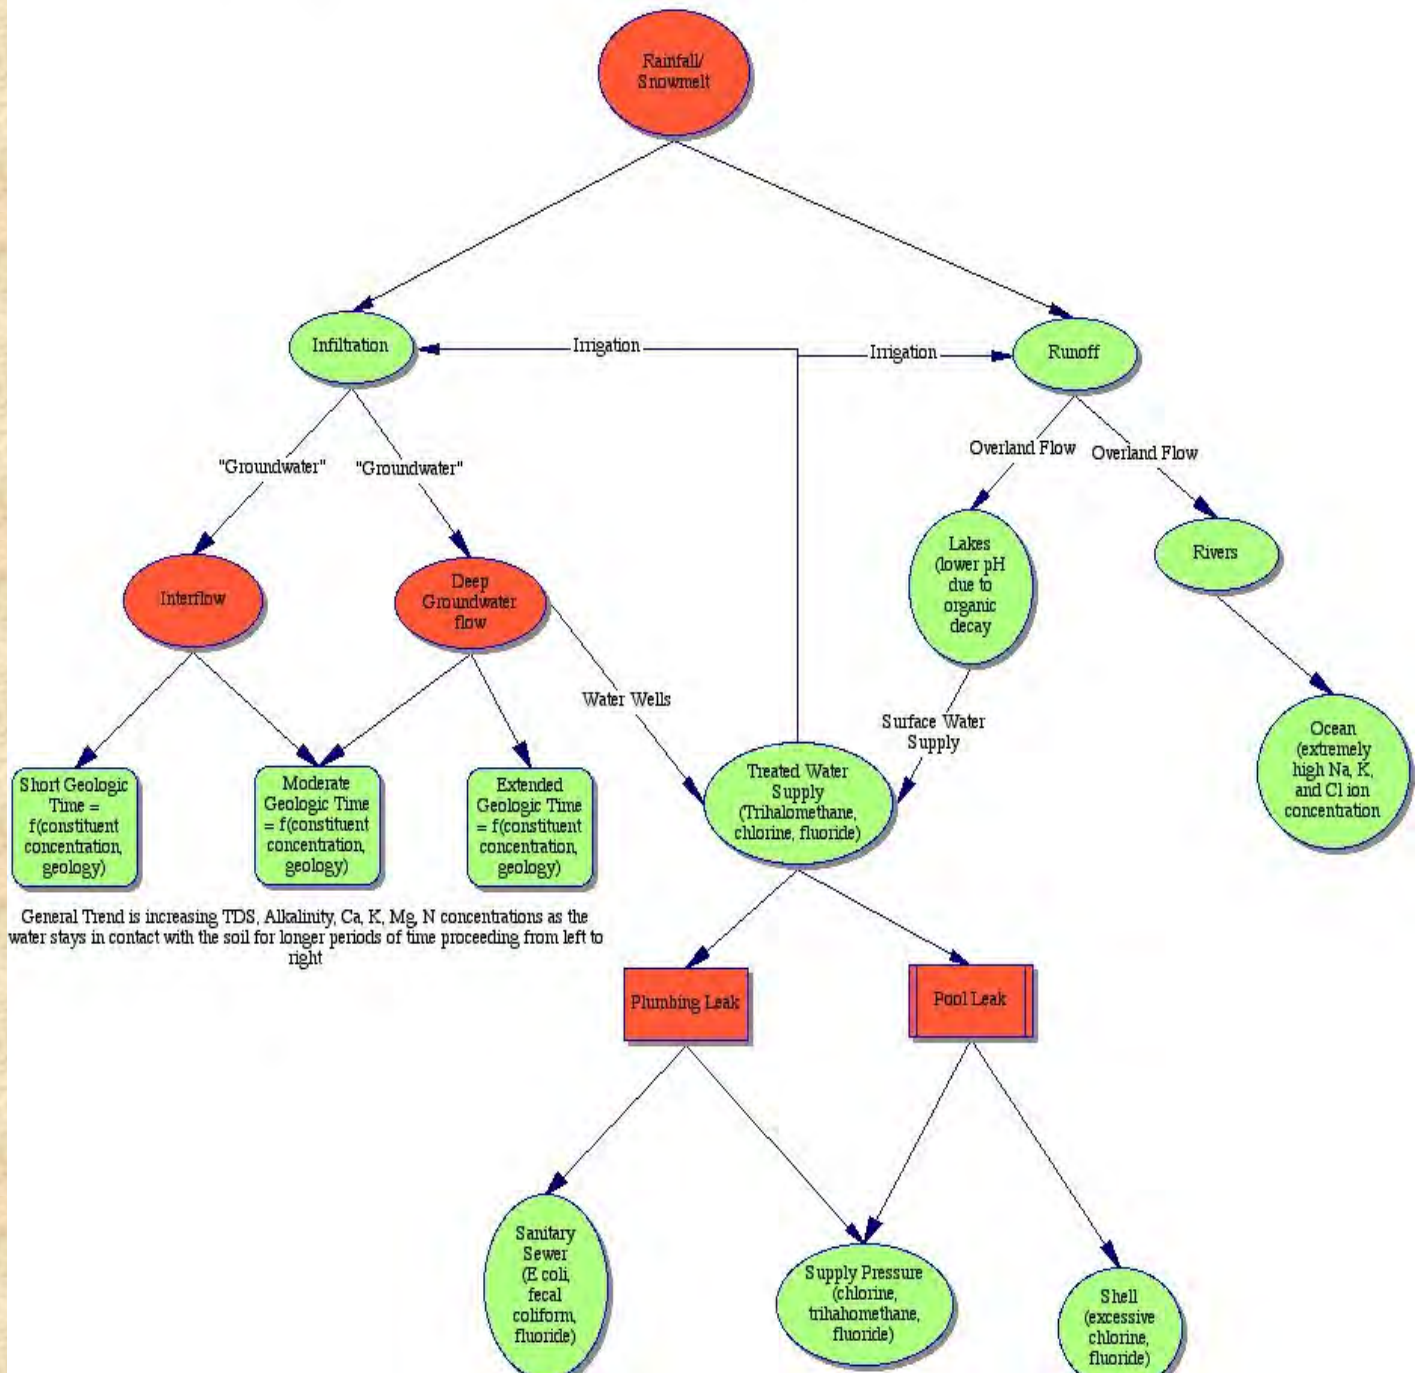 Rainfall/
Snowmelt
Infiltration
Irrigation
Irrigation
Runoff
"Groundwater"
"Groundwater"
Overland Flow
Overland Flow
Interflow
Deep
Groundwater
flow
Lakes
(lower pH
due to
organic
decay
Rivers
Water Wells
Surface Water
Supply
Short Geologic
Time =
f(constituent
concentration,
geology)
Moderate
Geologic Time
= f(constituent
concentration,
geology)
Extended
Geologic Time
= f(constituent
concentration,
geology)
Treated Water
Supply
(Trihalomethane,
chlorine, fluoride)
Ocean
(extremely
high Na, K,
and Cl ion
concentration
General Trend is increasing TDS, Alkalinity, Ca, K, Mg, N concentrations as the
water stays in contact with the soil for longer periods of time proceeding from left to
right
Plumbing Leak
Pool Leak
Sanitary
Sewer
(E coli,
fecal
coliform,
fluoride)
Supply Pressure
(chlorine,
trihahomethane,
fluoride)
Shell
(excessive
chlorine,
fluoride)